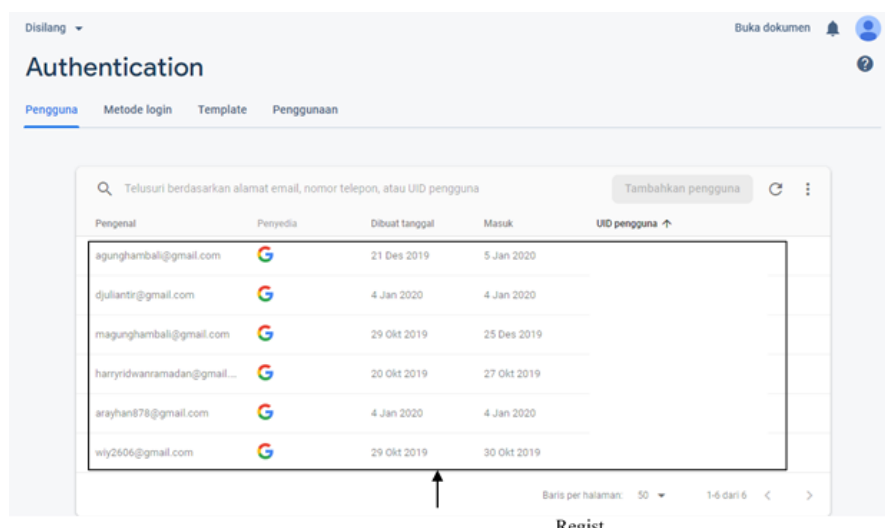 Disilang Buka dokumen
Authentication
Pengguna Metode login Template Penggunaan
Telusuri berdasarkan alamat email, nomor telepon, atau UID pengguna Tambahkan pengguna
Pengenal Penyedia Dibuat tanggal Masuk UID pengguna ↑
agunghambali@gmail.com 21 Des 2019 5 Jan 2020
djuliantir@gmail.com 4 Jan 2020 4 Jan 2020
magunghambali@gmail.com 29 Okt 2019 25 Des 2019
harryridwanramadan@gmail.... 20 Okt 2019 27 Okt 2019
arayhan878@gmail.com 4 Jan 2020 4 Jan 2020
wiy2606@gmail.com 29 Okt 2019 30 Okt 2019
Baris per halaman: 50 1-6 dari 6
Regist